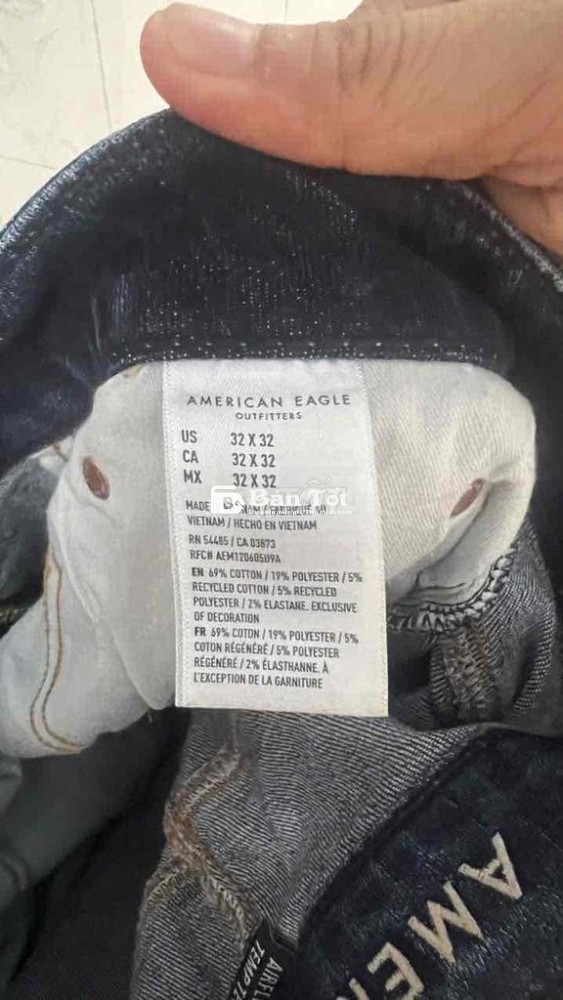 AMERICAN EAGLE
OUTFITTERS
US 32 X 32
CA 32 X 32
MX 32 X 32
Bán Tốt
MADE
VIETNAM / HECHO EN VIETNAM
RN 54485 / CA 03873
RFC# AEM120605U9A
EN 69% COTTON / 19% POLYESTER / 5%
RECYCLED COTTON / 5% RECYCLED
POLYESTER / 2% ELASTANE. EXCLUSIVE
OF DECORATION
FR 69% COTON / 19% POLYESTER / 5%
COTON RÉGÉNÉRÉ / 5% POLYESTER
RÉGÉNÉRÉ / 2% ÉLASTHANNE. À
L'EXCEPTION DE LA GARNITURE
AME